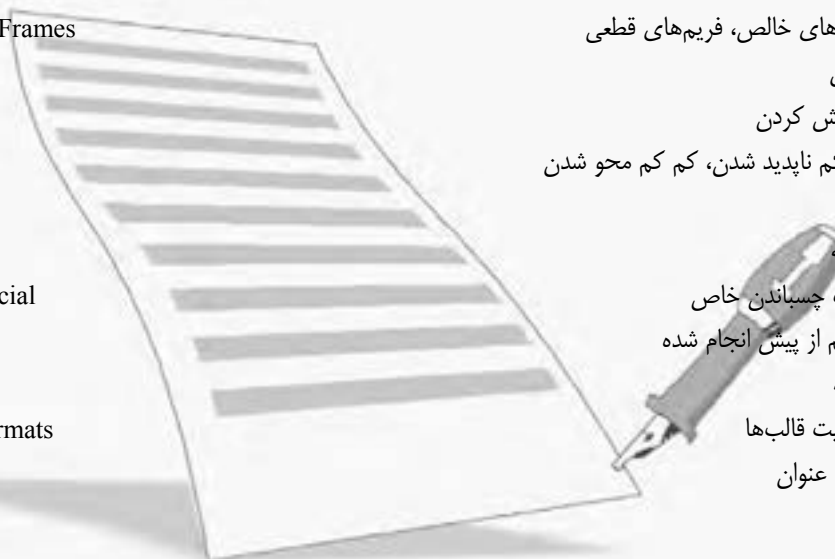 Frames های خالص، فریم‌های قطعی
ش کردن
کم ناپدید شدن، کم کم محو شدن
cial چسباندن خاص
م از پیش انجام شده
rmats یت قالب‌ها
عنوان